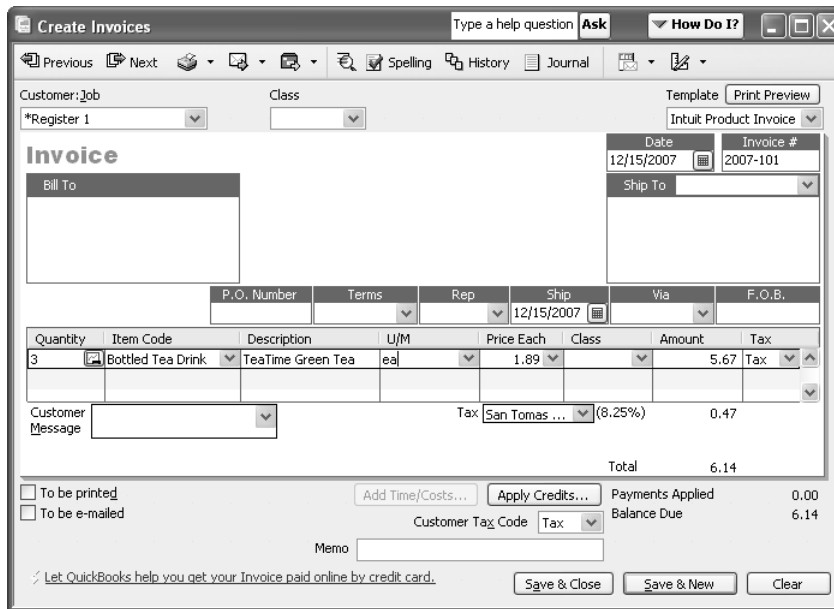 Create Invoices Type a help question Ask How Do I?
Previous Next Spelling History Journal
Customer:Job Class Template Print Preview
*Register 1 Intuit Product Invoice
Invoice Date Invoice #
12/15/2007 2007-101
Bill To Ship To
P.O. Number Terms Rep Ship Via F.O.B.
12/15/2007
Quantity Item Code Description U/M Price Each Class Amount Tax
3 Bottled Tea Drink TeaTime Green Tea ea 1.89 5.67 Tax
Customer Message Tax San Tomas ... (8.25%) 0.47
Total 6.14
To be printed Add Time/Costs... Apply Credits... Payments Applied 0.00
To be e-mailed Customer Tax Code Tax Balance Due 6.14
Memo
Let QuickBooks help you get your Invoice paid online by credit card. Save & Close Save & New Clear